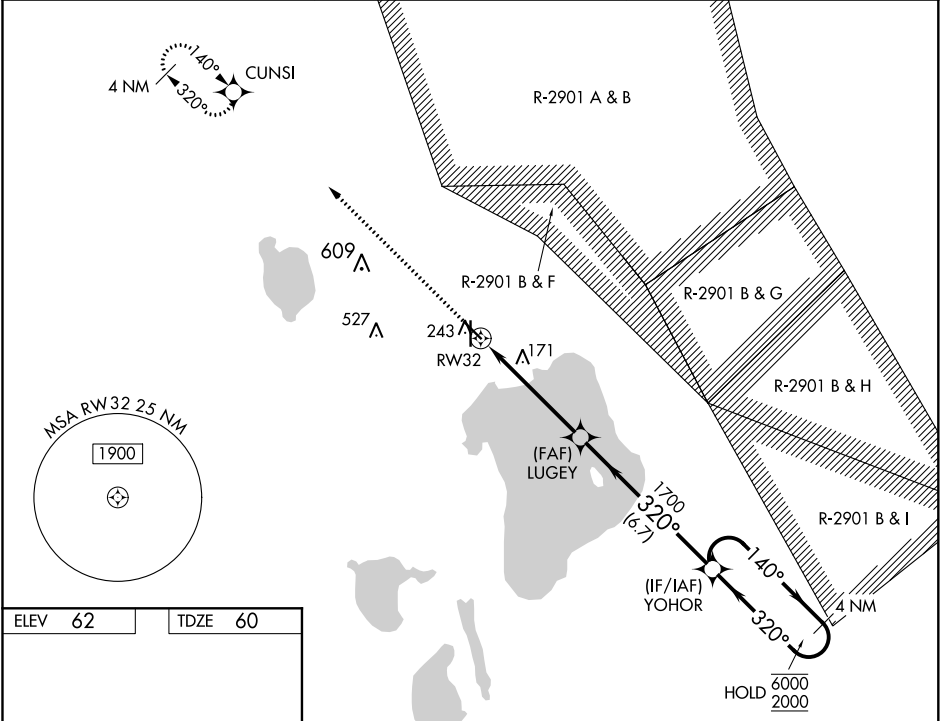 140°
CUNSI
4 NM
320°
R-2901 A & B
609
R-2901 B & F
R-2901 B & G
527
243
RW32
171
R-2901 B & H
MSA RW32 25 NM
1900
(FAF)
LUGEY
1700
320°
(6.7)
R-2901 B & I
140°
(IF/IAF)
YOHOR
4 NM
320°
ELEV 62
TDZE 60
HOLD 6000
2000